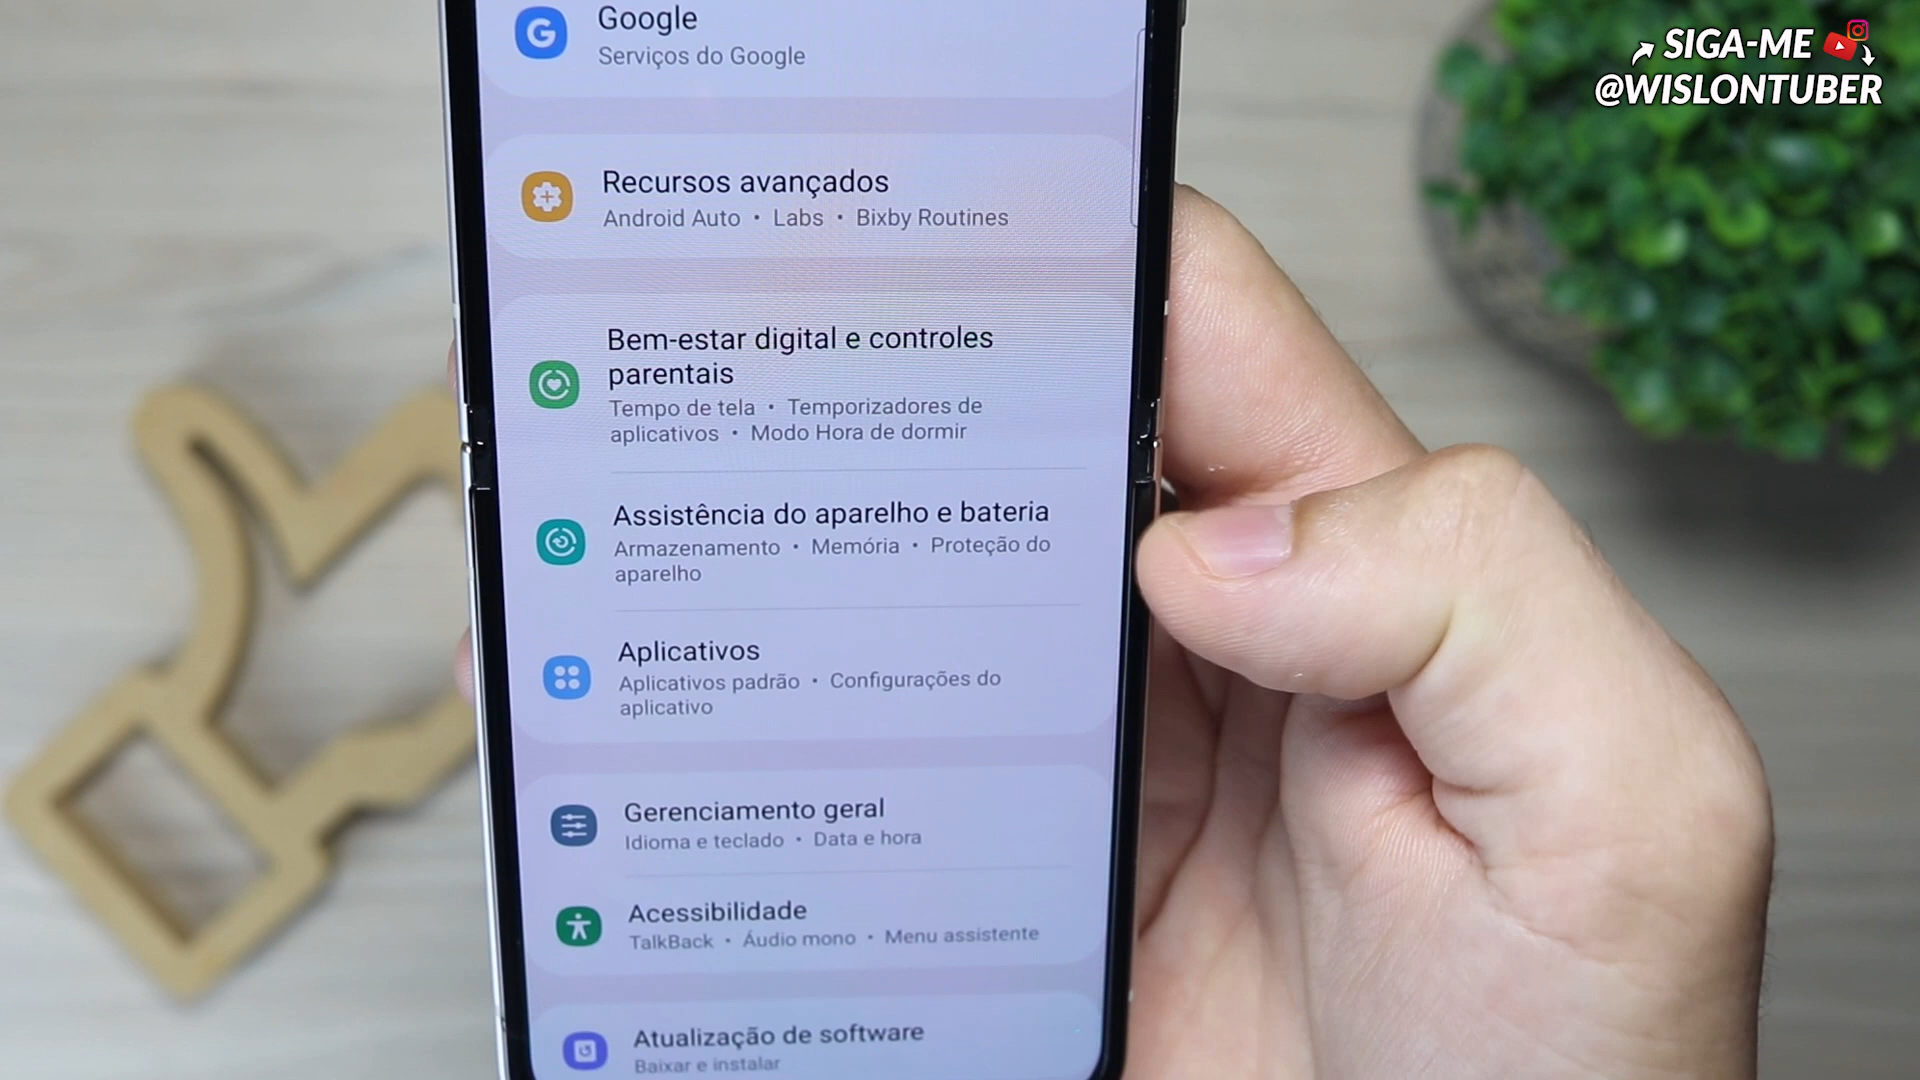 SIGA-ME
@WISLONTUBER
Google
Serviços do Google
Recursos avançados
Android Auto • Labs • Bixby Routines
Bem-estar digital e controles
parentais
Tempo de tela • Temporizadores de
aplicativos • Modo Hora de dormir
Assistência do aparelho e bateria
Armazenamento • Memória • Proteção do
aparelho
Aplicativos
Aplicativos padrão • Configurações do
aplicativo
Gerenciamento geral
Idioma e teclado • Data e hora
Acessibilidade
TalkBack • Áudio mono • Menu assistente
Atualização de software
Baixar e instalar